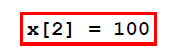 x[2] = 100